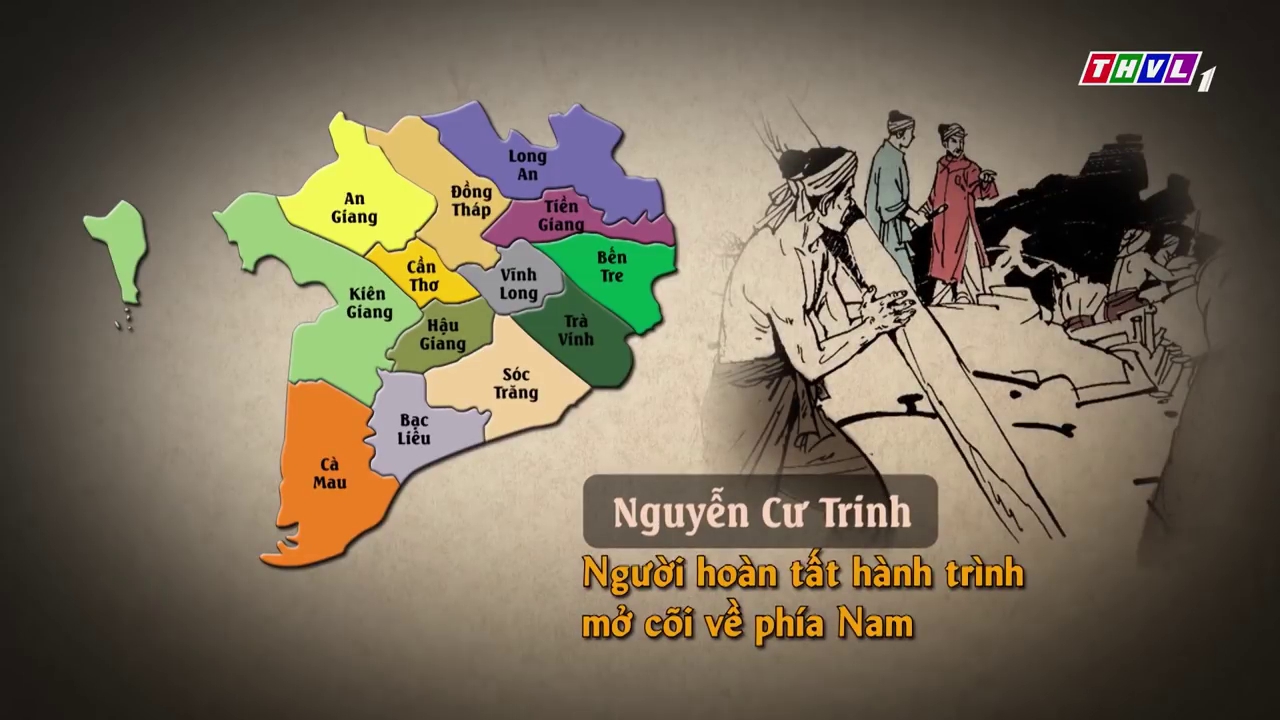 THVL1
Long
An
An
Giang
Đồng
Tháp
Tiền
Giang
Bến
Tre
Cần
Thơ
Vĩnh
Long
Kiên
Giang
Hậu
Giang
Trà
Vinh
Sóc
Trăng
Bạc
Liêu
Cà
Mau
Nguyễn Cư Trinh
Người hoàn tất hành trình
mở cõi về phía Nam